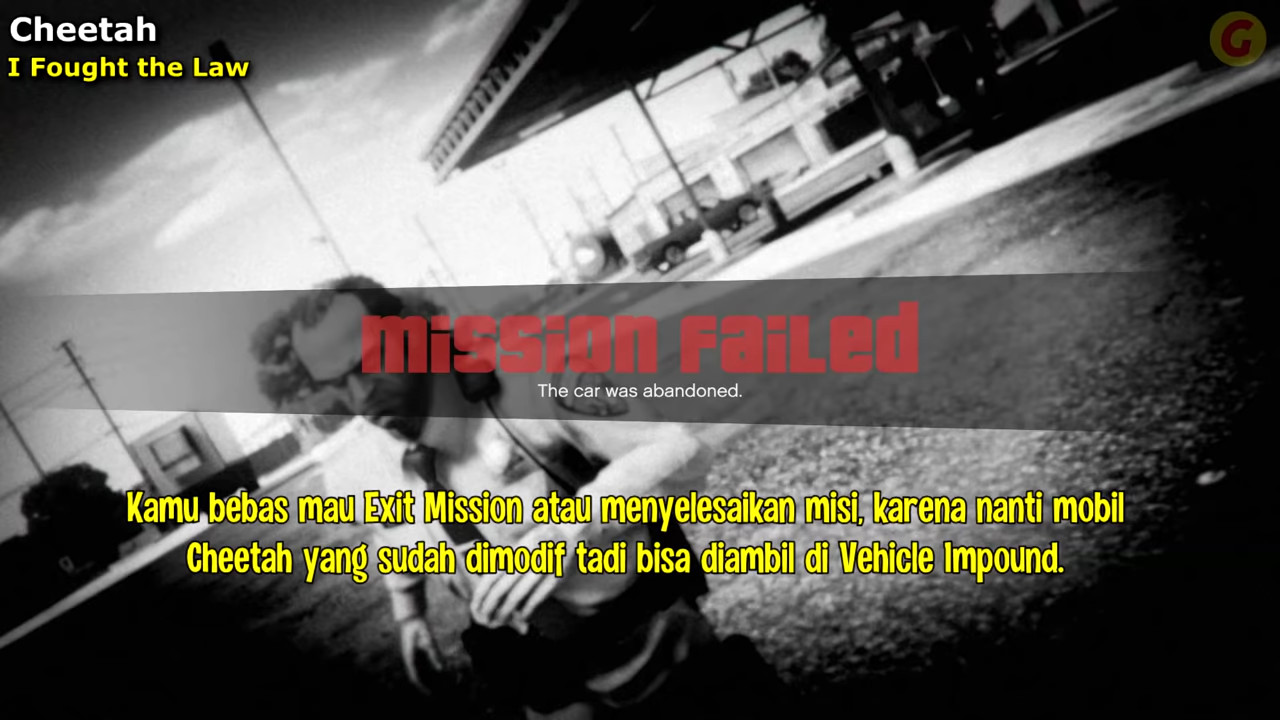 Cheetah
I Fought the Law
G
mission failed
The car was abandoned.
Kamu bebas mau Exit Mission atau menyelesaikan misi, karena nanti mobil
Cheetah yang sudah dimodif tadi bisa diambil di Vehicle Impound.